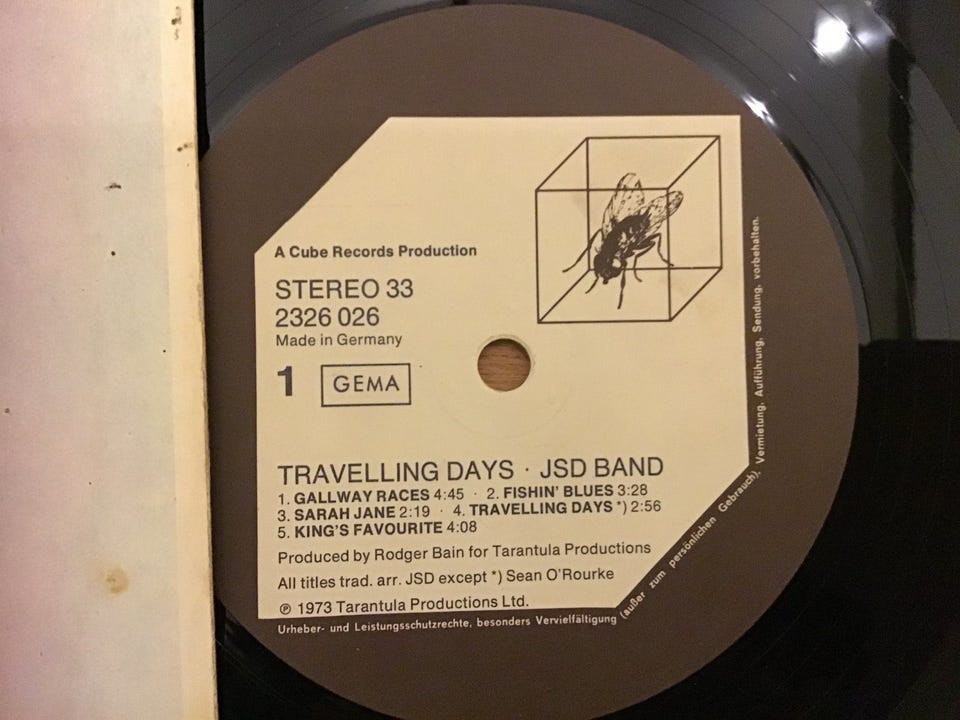 A Cube Records Production
STEREO 33
2326 026
Made in Germany
1
GEMA
TRAVELLING DAYS · JSD BAND
1. GALLWAY RACES 4:45 · 2. FISHIN' BLUES 3:28
3. SARAH JANE 2:19 · 4. TRAVELLING DAYS *) 2:56
5. KING'S FAVOURITE 4:08
Produced by Rodger Bain for Tarantula Productions
All titles trad. arr. JSD except *) Sean O'Rourke
℗ 1973 Tarantula Productions Ltd.
Urheber- und Leistungsschutzrechte, besonders Vervielfältigung (außer zum persönlichen Gebrauch), Vermietung, Aufführung, Sendung, vorbehalten.